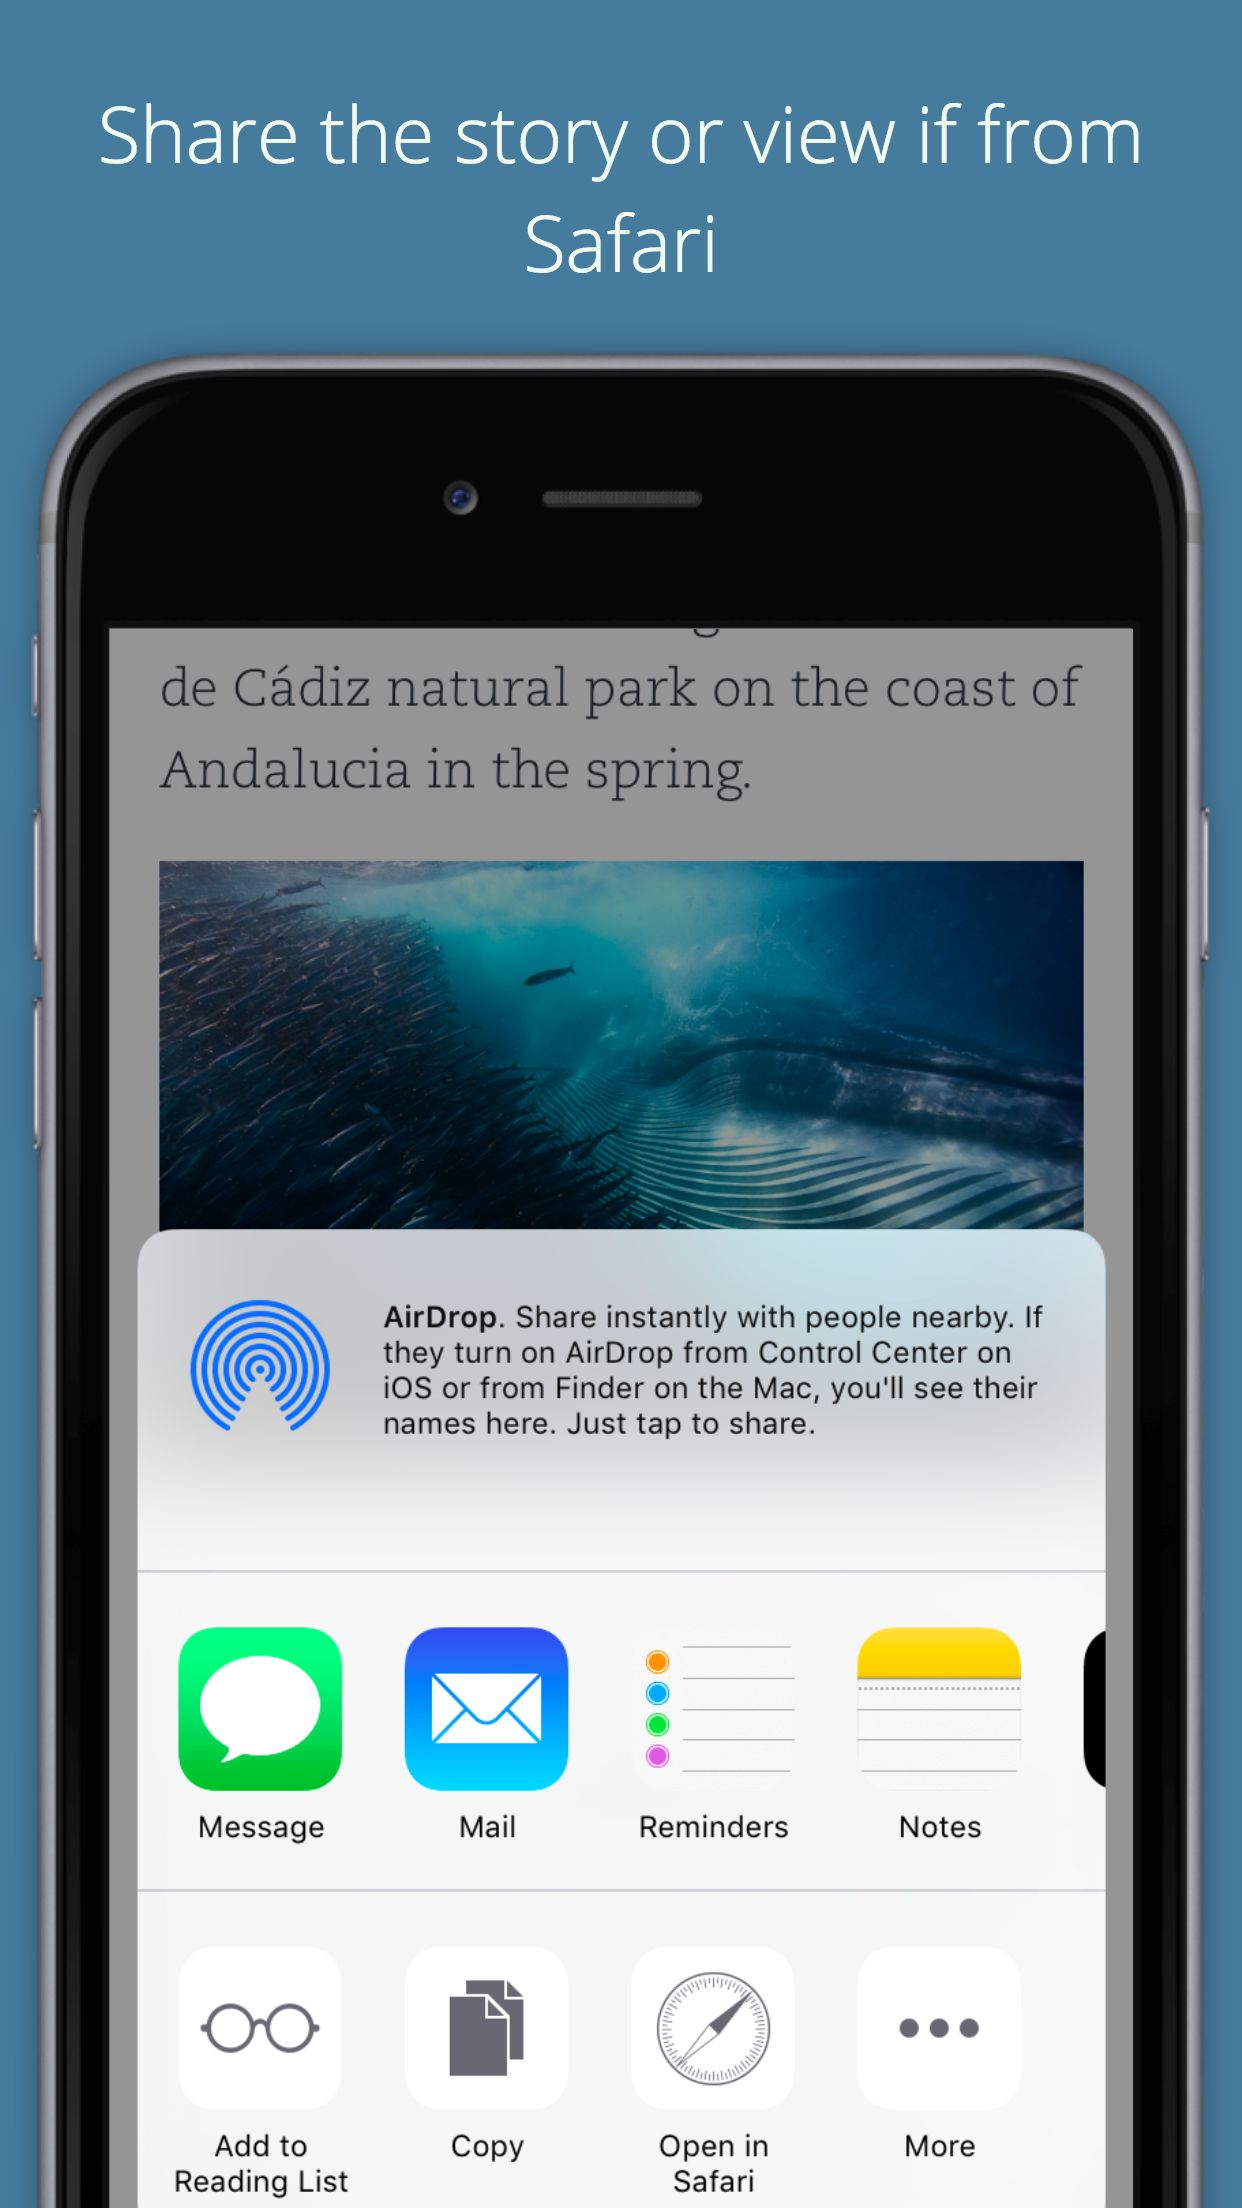 Share the story or view if from
Safari
de Cádiz natural park on the coast of
Andalucia in the spring.
AirDrop. Share instantly with people nearby. If
they turn on AirDrop from Control Center on
iOS or from Finder on the Mac, you'll see their
names here. Just tap to share.
Message
Mail
Reminders
Notes
Add to
Reading List
Copy
Open in
Safari
More